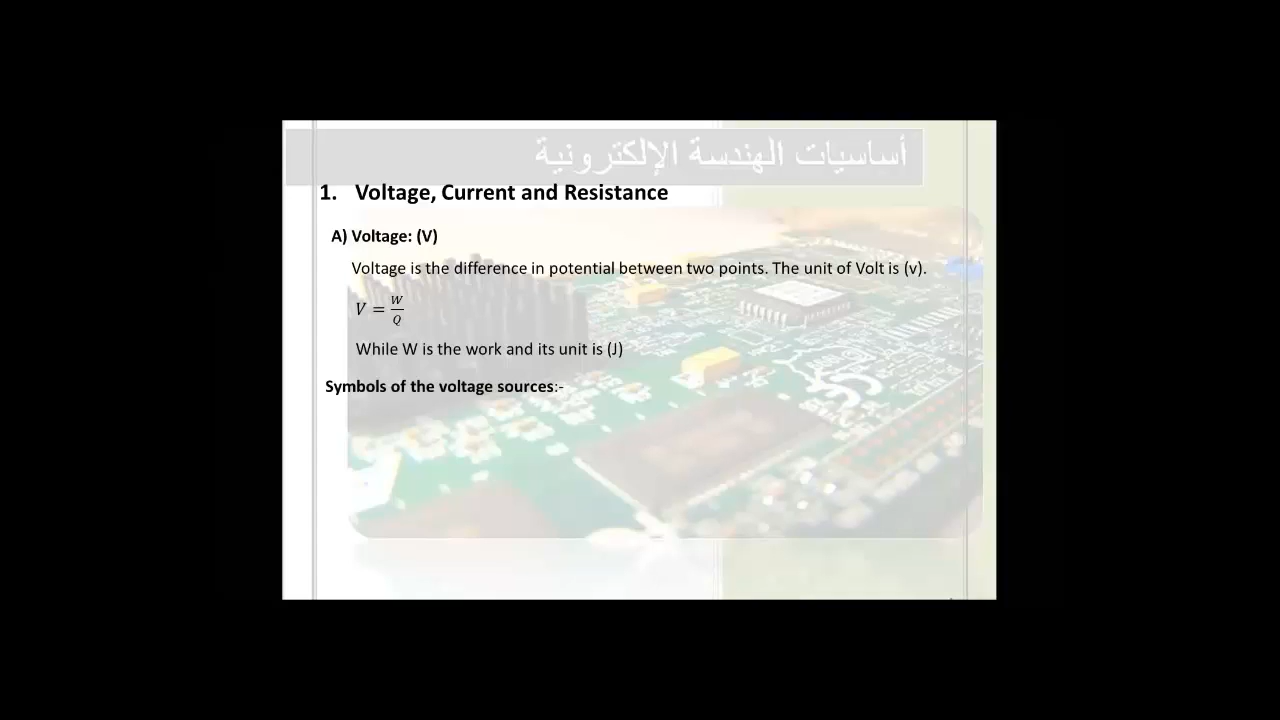 أساسيات الهندسة الإلكترونية
1. Voltage, Current and Resistance
A) Voltage: (V)
Voltage is the difference in potential between two points. The unit of Volt is (v).
V = W/Q
While W is the work and its unit is (J)
Symbols of the voltage sources:-